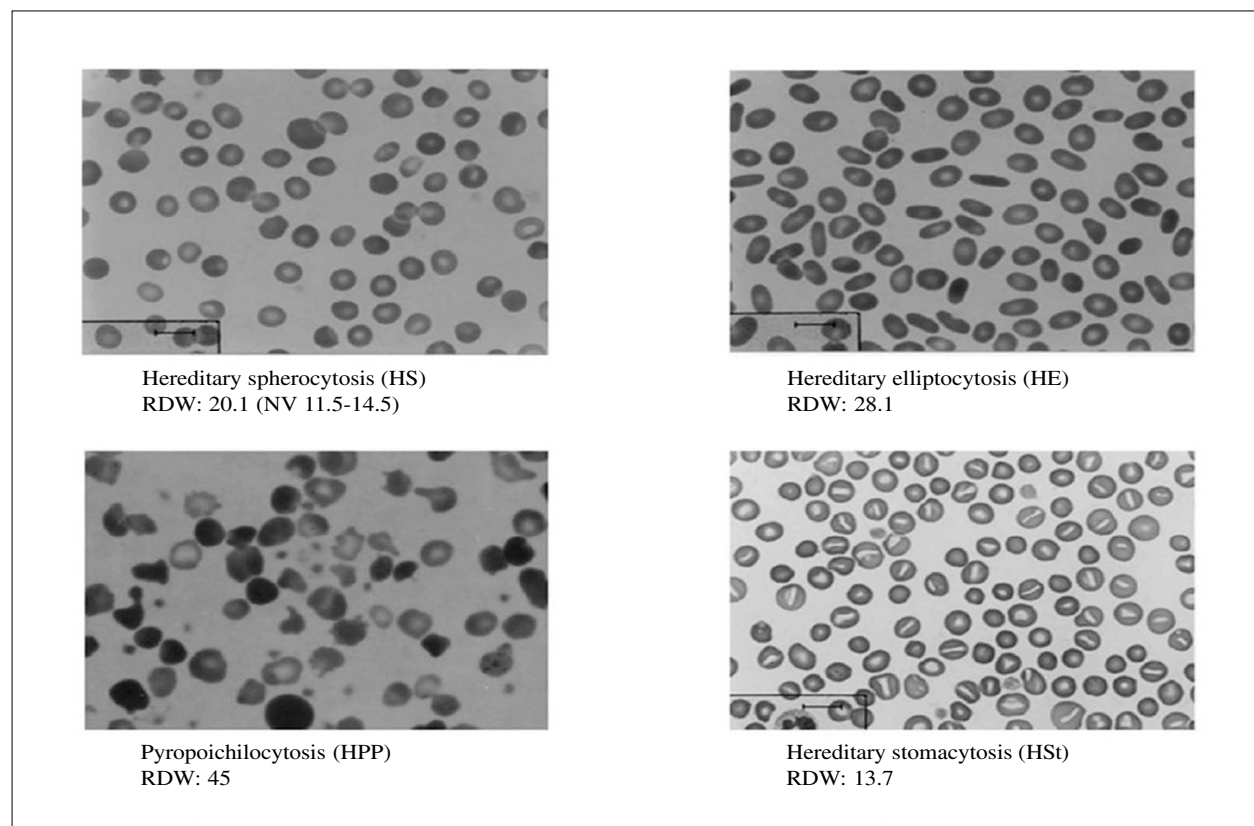 Hereditary spherocytosis (HS)
RDW: 20.1 (NV 11.5-14.5)
Hereditary elliptocytosis (HE)
RDW: 28.1
Pyropoichilocytosis (HPP)
RDW: 45
Hereditary stomacytosis (HSt)
RDW: 13.7